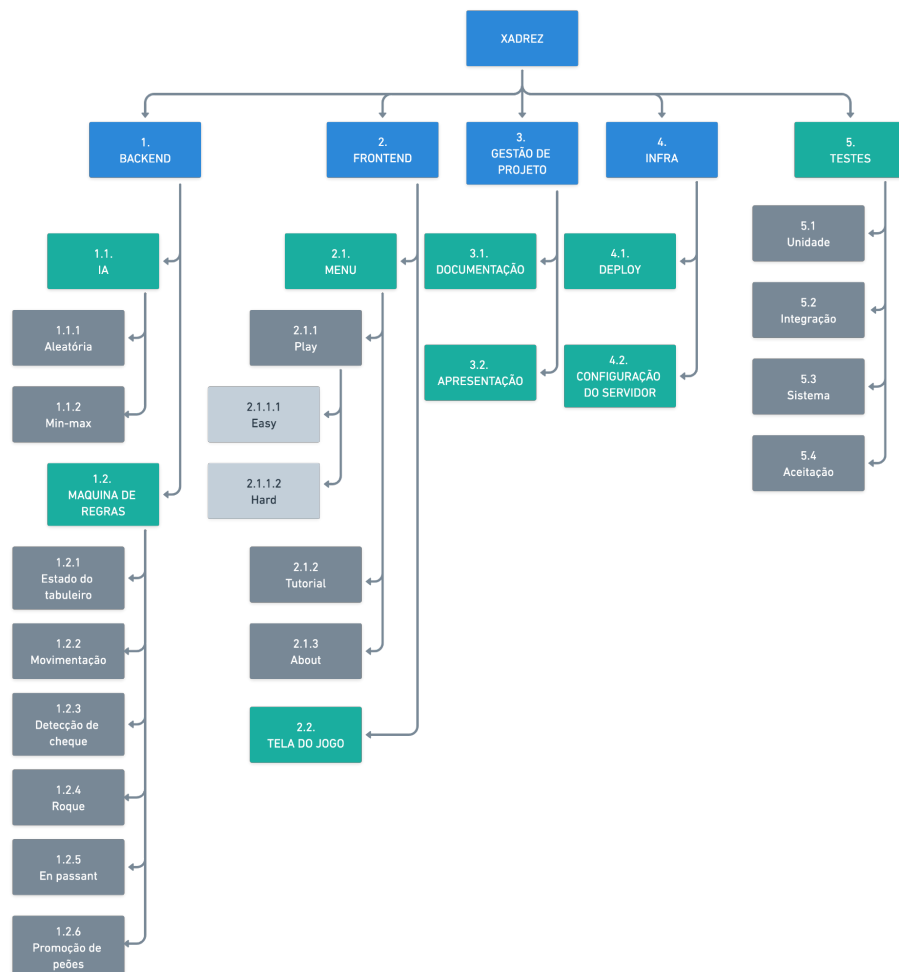 XADREZ
1.
BACKEND
2.
FRONTEND
3.
GESTÃO DE
PROJETO
4.
INFRA
5.
TESTES
1.1.
IA
1.1.1
Aleatória
1.1.2
Min-max
1.2.
MAQUINA DE
REGRAS
1.2.1
Estado do
tabuleiro
1.2.2
Movimentação
1.2.3
Detecção de
cheque
1.2.4
Roque
1.2.5
En passant
1.2.6
Promoção de
peões
2.1.
MENU
2.1.1
Play
2.1.1.1
Easy
2.1.1.2
Hard
2.1.2
Tutorial
2.1.3
About
2.2.
TELA DO JOGO
3.1.
DOCUMENTAÇÃO
3.2.
APRESENTAÇÃO
4.1.
DEPLOY
4.2.
CONFIGURAÇÃO
DO SERVIDOR
5.1
Unidade
5.2
Integração
5.3
Sistema
5.4
Aceitação